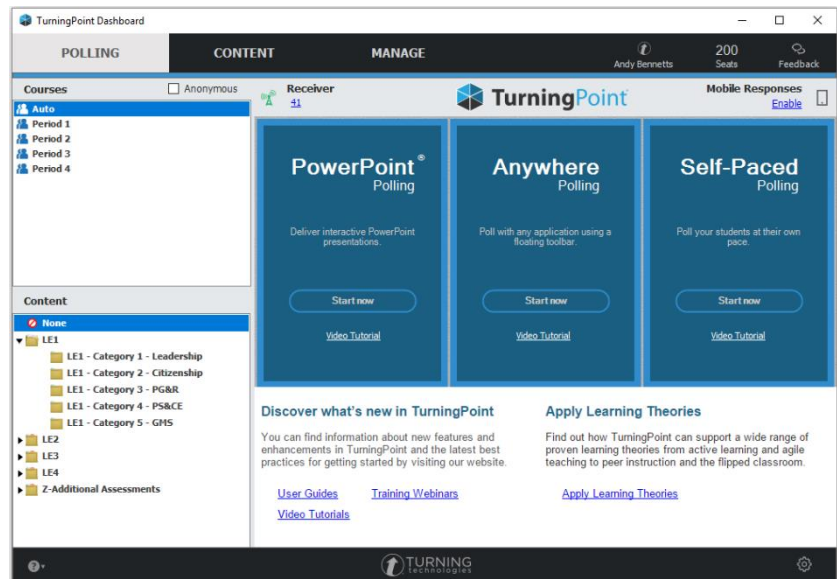 TurningPoint Dashboard
POLLING
CONTENT
MANAGE
Andy Bennetts
200
Seats
Feedback
Courses
Anonymous
Auto
Period 1
Period 2
Period 3
Period 4
Content
None
LE1
LE1 - Category 1 - Leadership
LE1 - Category 2 - Citizenship
LE1 - Category 3 - PG&R
LE1 - Category 4 - PS&CE
LE1 - Category 5 - GMS
LE2
LE3
LE4
Z-Additional Assessments
Receiver
41
TurningPoint
Mobile Responses
Enable
PowerPoint®
Polling
Deliver interactive PowerPoint
presentations.
Start now
Video Tutorial
Anywhere
Polling
Poll with any application using a
floating toolbar.
Start now
Video Tutorial
Self-Paced
Polling
Poll your students at their own
pace.
Start now
Video Tutorial
Discover what's new in TurningPoint
You can find information about new features and
enhancements in TurningPoint and the latest best
practices for getting started by visiting our website.
User Guides
Training Webinars
Video Tutorials
Apply Learning Theories
Find out how TurningPoint can support a wide range of
proven learning theories from active learning and agile
teaching to peer instruction and the flipped classroom.
Apply Learning Theories
TURNING
technologies